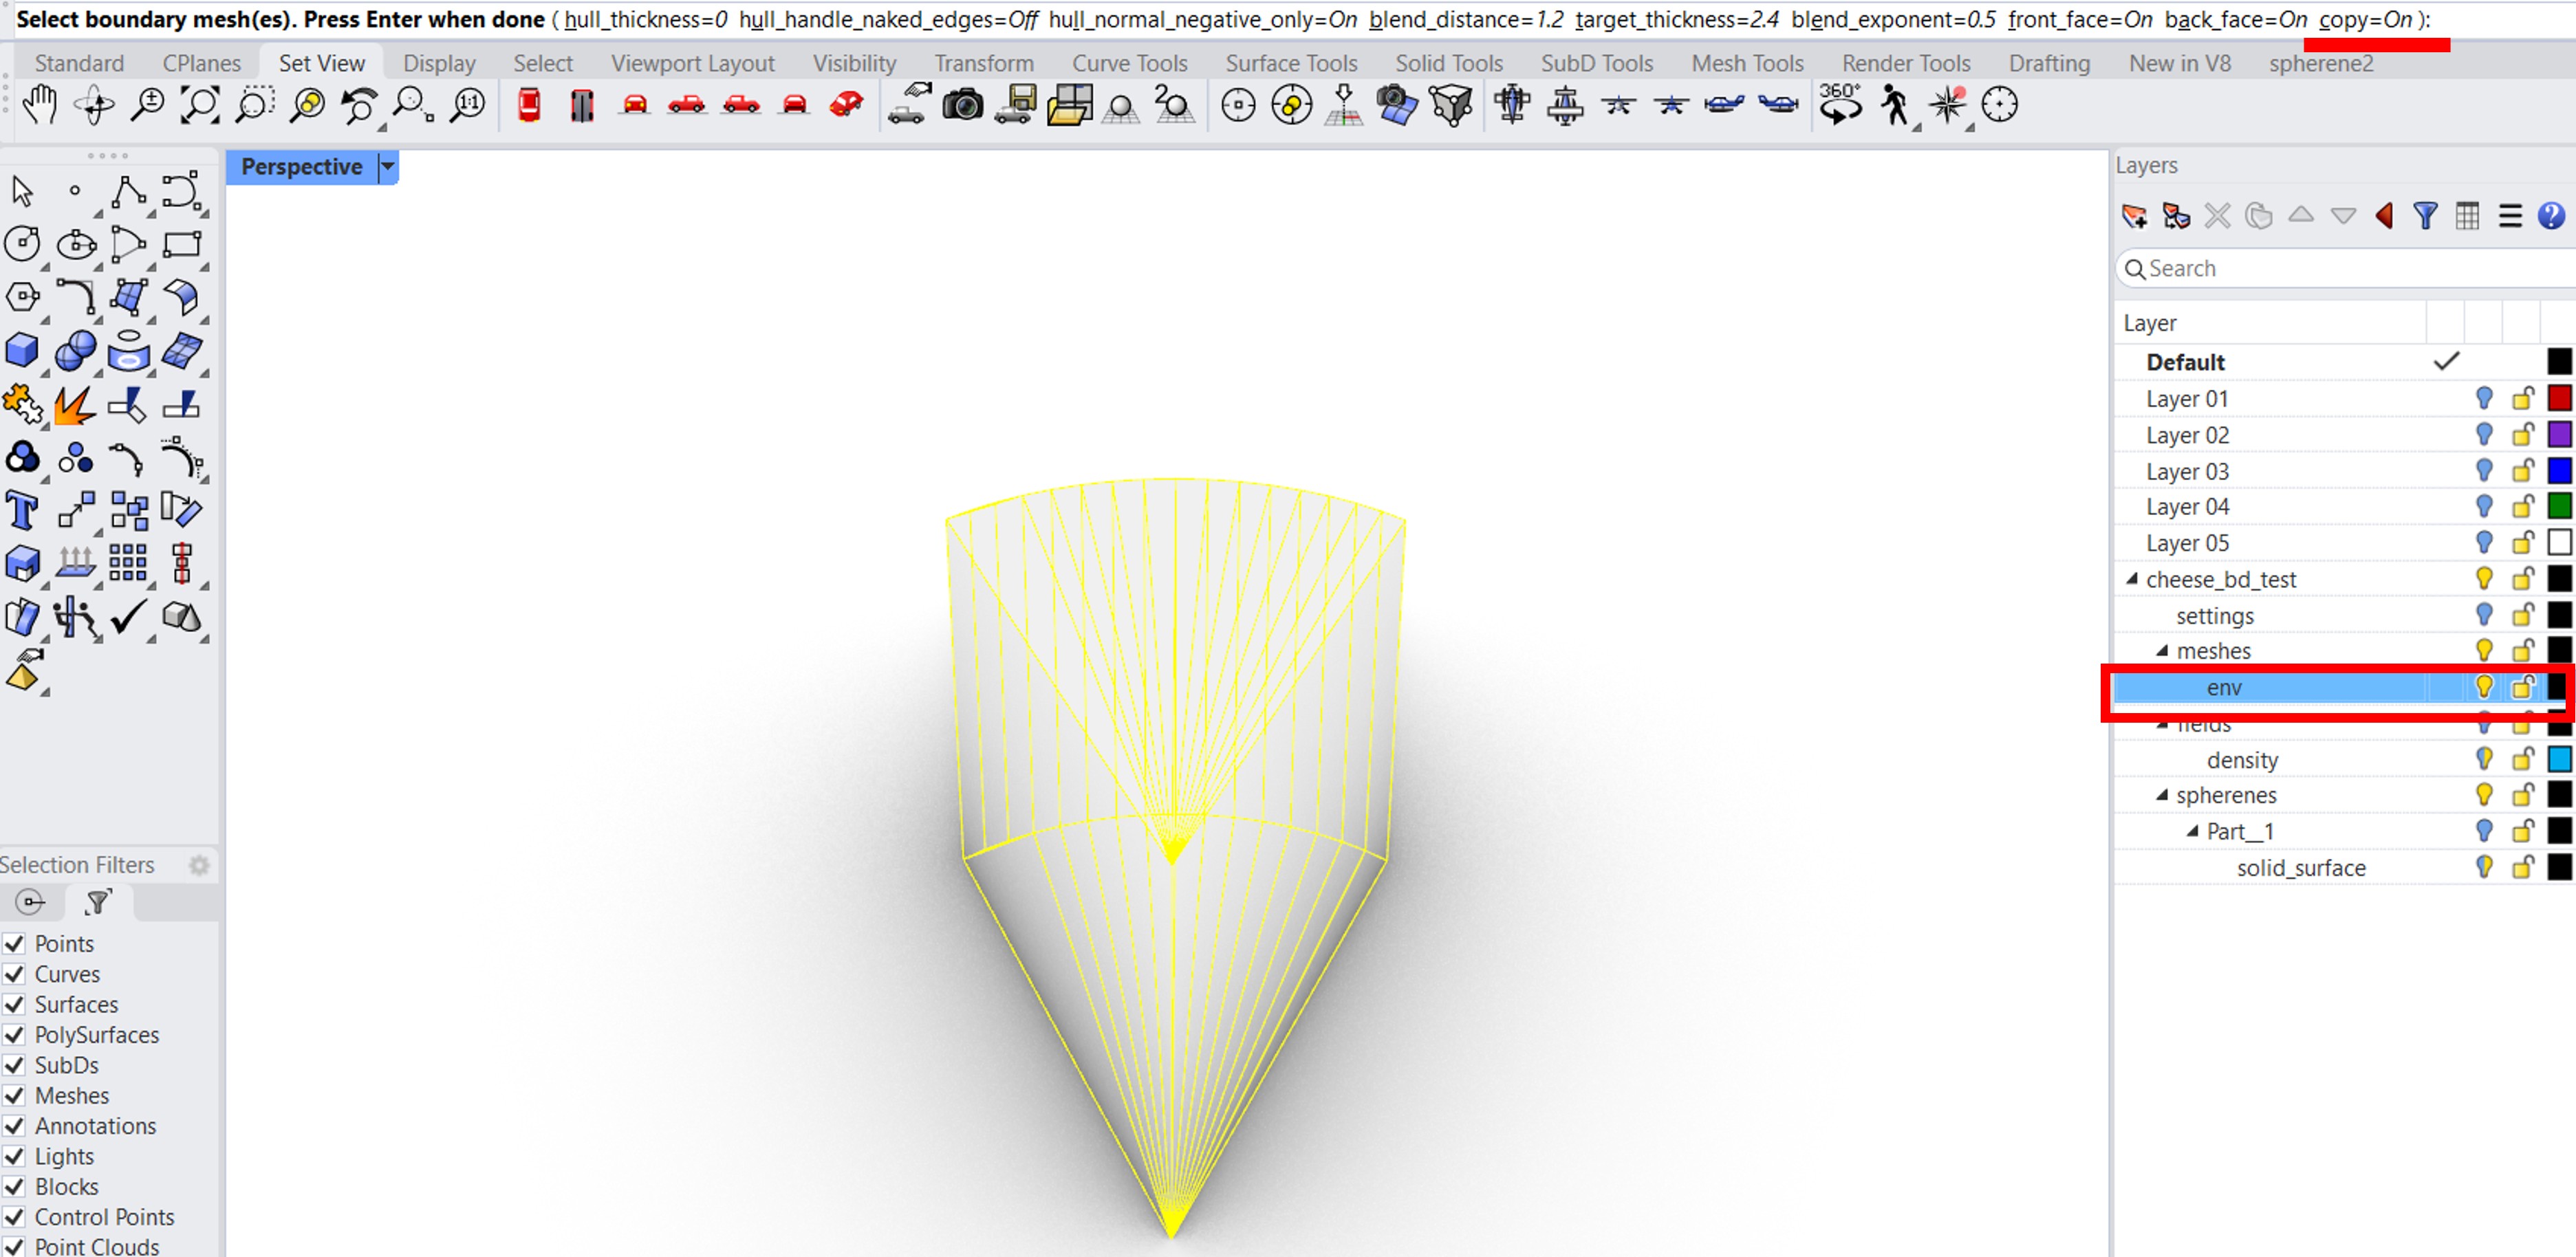 Select boundary mesh(es). Press Enter when done ( hull_thickness=0 hull_handle_naked_edges=Off hull_normal_negative_only=On blend_distance=1.2 target_thickness=2.4 blend_exponent=0.5 front_face=On back_face=On copy=On ):
Standard CPlanes Set View Display Select Viewport Layout Visibility Transform Curve Tools Surface Tools Solid Tools SubD Tools Mesh Tools Render Tools Drafting New in V8 spherene2
1:1 2 360°
Perspective
Layers
Search
Layer
Default
Layer 01
Layer 02
Layer 03
Layer 04
Layer 05
cheese_bd_test
settings
meshes
env
fields
density
spherenes
Part__1
solid_surface
T
Selection Filters
Points
Curves
Surfaces
PolySurfaces
SubDs
Meshes
Annotations
Lights
Blocks
Control Points
Point Clouds